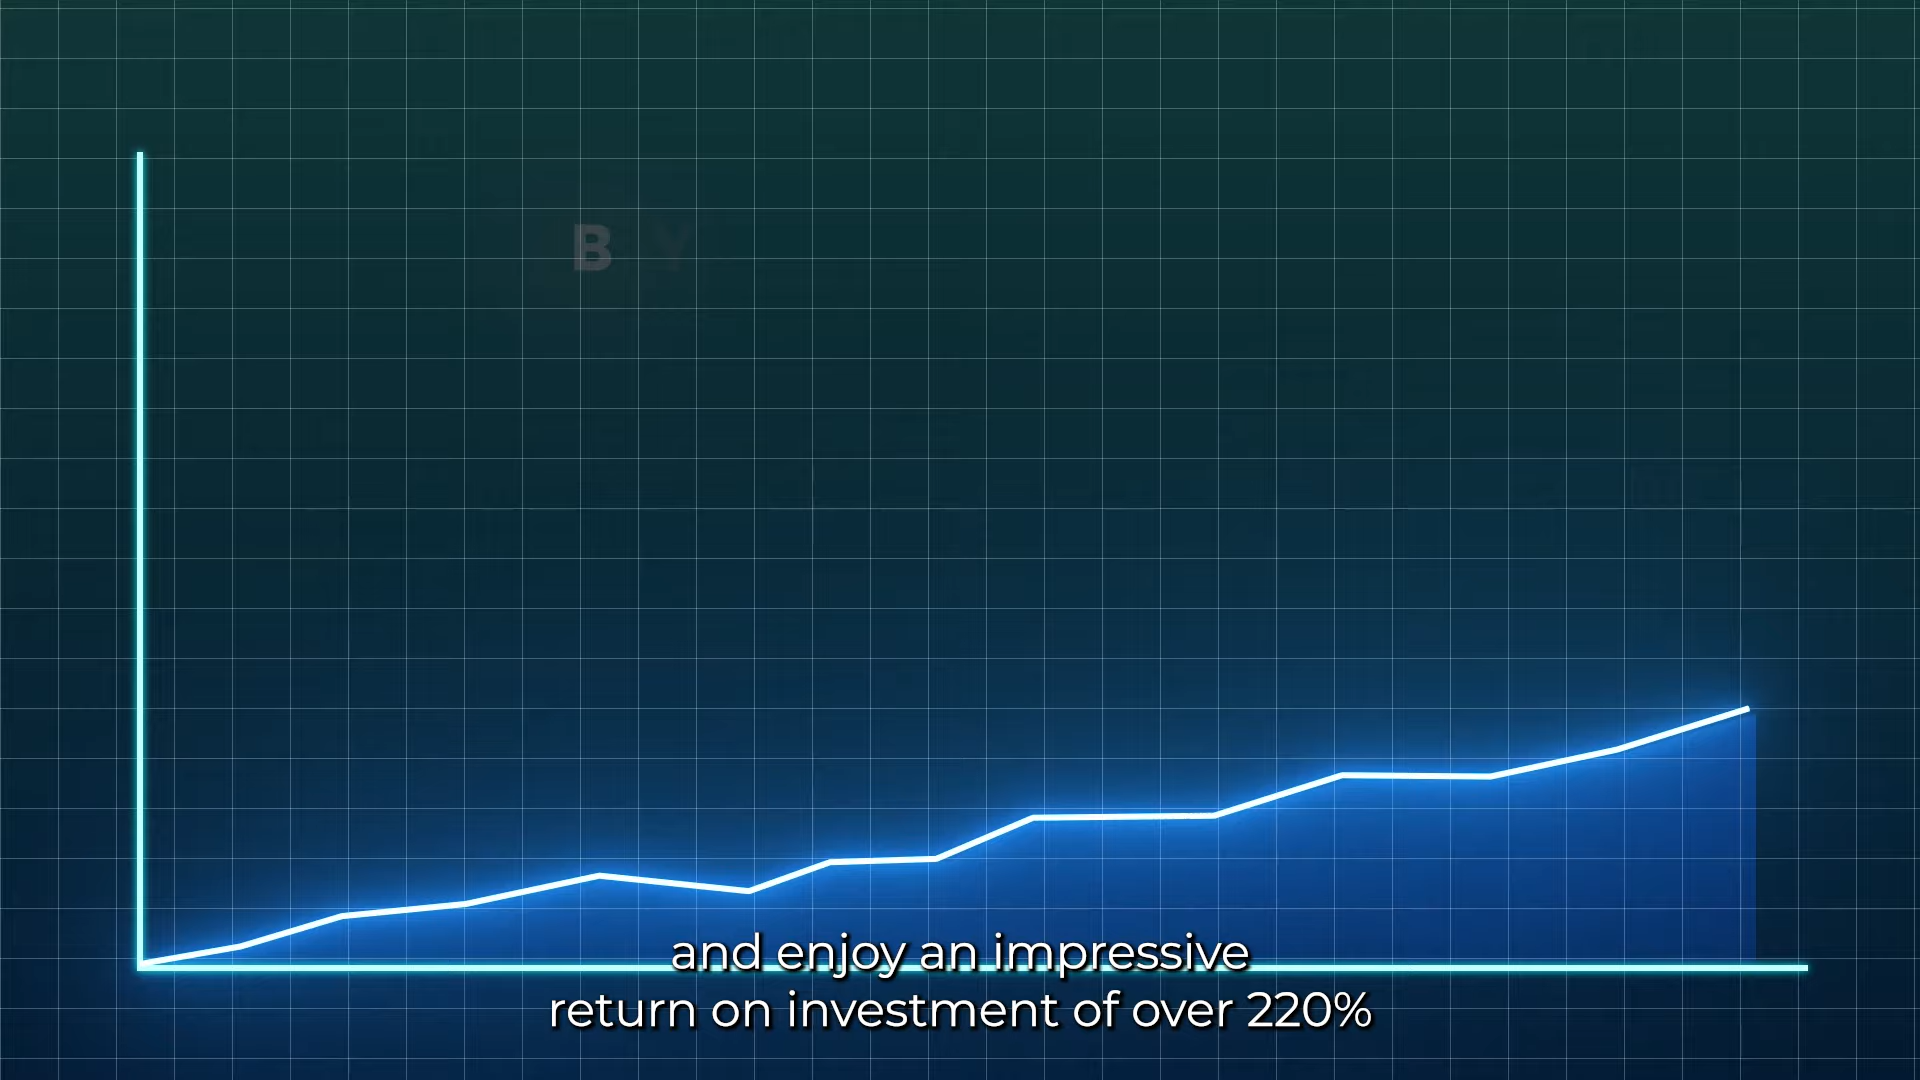 B Y
and enjoy an impressive
return on investment of over 220%